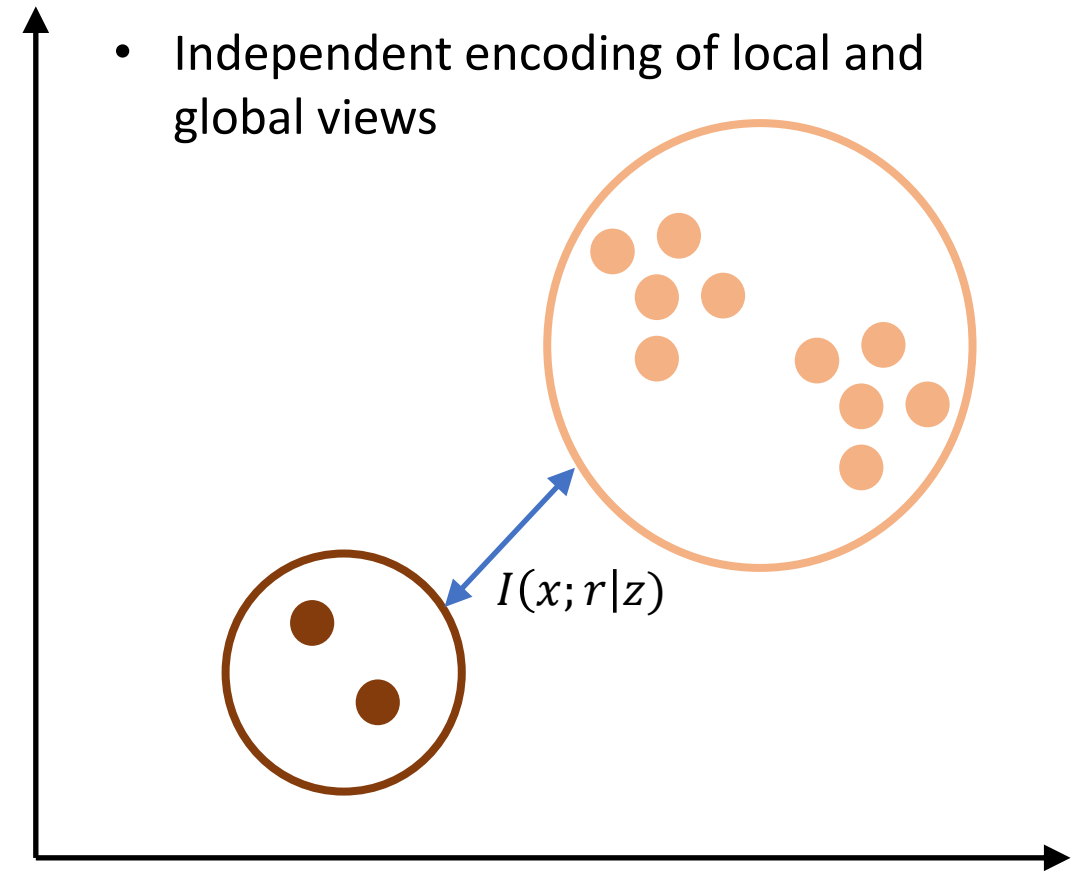 • Independent encoding of local and
global views
I(x; r|z)